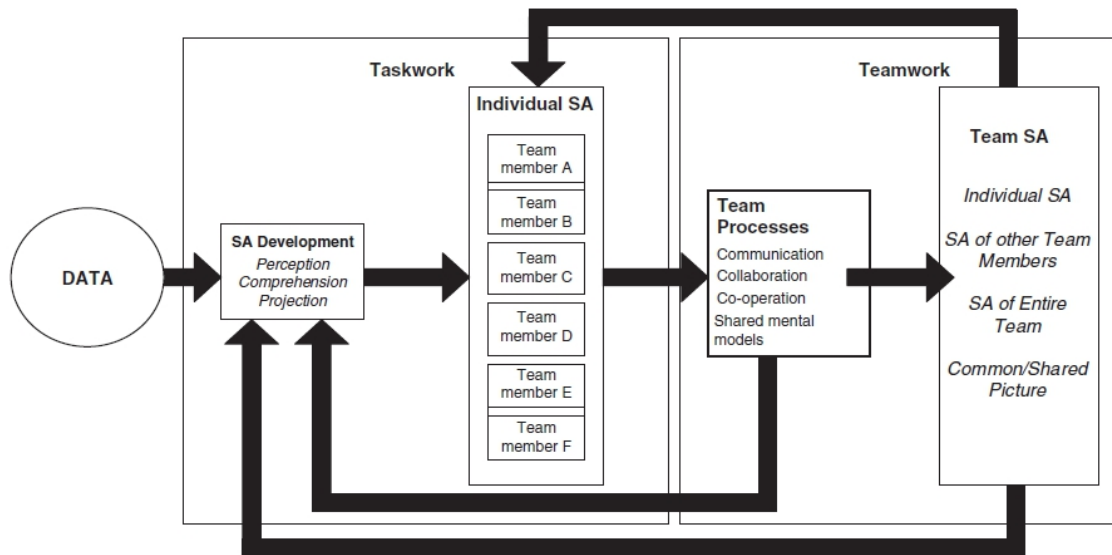 Taskwork
Teamwork
DATA
SA Development
Perception
Comprehension
Projection
Individual SA
Team
member A
Team
member B
Team
member C
Team
member D
Team
member E
Team
member F
Team
Processes
Communication
Collaboration
Co-operation
Shared mental
models
Team SA
Individual SA
SA of other Team
Members
SA of Entire
Team
Common/Shared
Picture